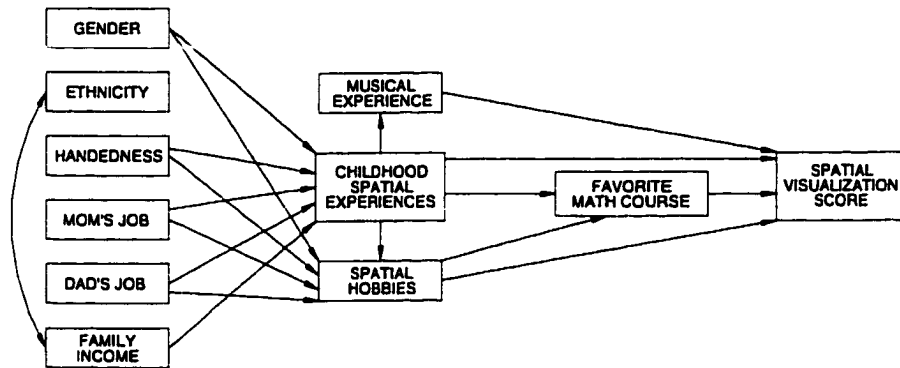 GENDER
ETHNICITY
HANDEDNESS
MOM'S JOB
DAD'S JOB
FAMILY
INCOME
MUSICAL
EXPERIENCE
CHILDHOOD
SPATIAL
EXPERIENCES
SPATIAL
HOBBIES
FAVORITE
MATH COURSE
SPATIAL
VISUALIZATION
SCORE